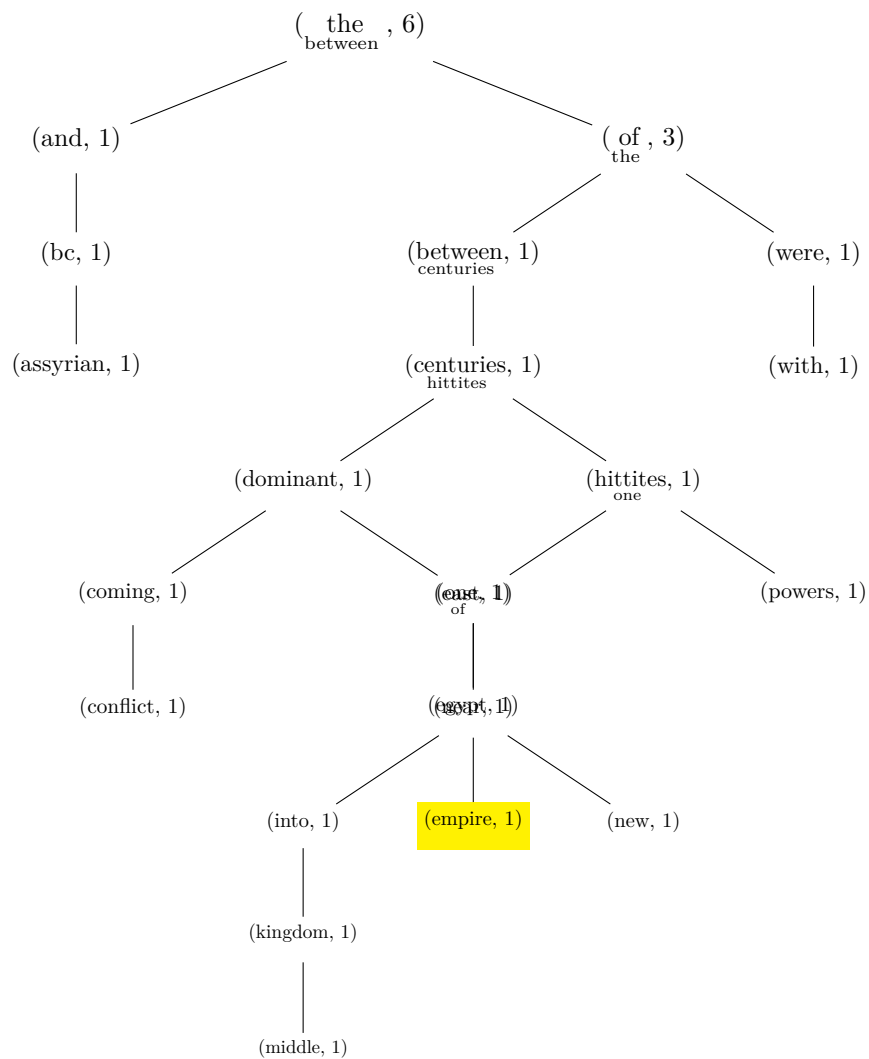 ( the , 6)
between
(and, 1)
( of , 3)
the
(bc, 1)
(between, 1)
centuries
(were, 1)
(assyrian, 1)
(centuries, 1)
hittites
(with, 1)
(dominant, 1)
(hittites, 1)
one
(coming, 1)
(powers, 1)
of
(conflict, 1)
(into, 1)
(empire, 1)
(new, 1)
(kingdom, 1)
(middle, 1)